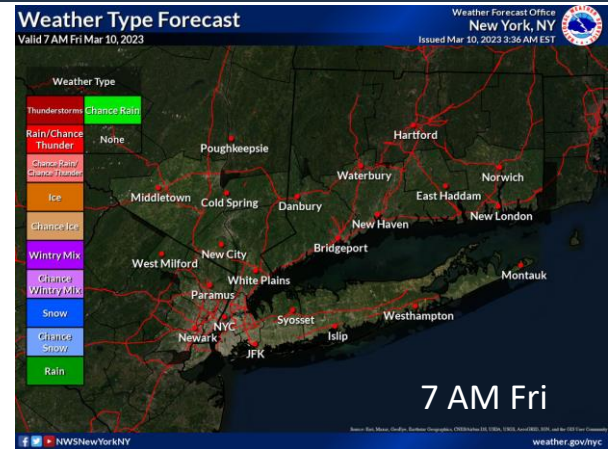 Weather Type Forecast
Valid 7 AM Fri Mar 10, 2023
Weather Forecast Office
New York, NY
Issued Mar 10, 2023 3:36 AM EST
Weather Type
Thunderstorms
Chance Rain
Rain/Chance
Thunder
None
Chance Rain/
Chance Thunder
Ice
Chance Ice
Wintry Mix
Chance
Wintry Mix
Snow
Chance
Snow
Rain
Hartford
Poughkeepsie
Waterbury
Norwich
Middletown
Cold Spring
Danbury
East Haddam
New London
New Haven
Bridgeport
West Milford
New City
White Plains
Montauk
Paramus
NYC
Syosset
Westhampton
Newark
Islip
JFK
7 AM Fri
NWSNewYorkNY
weather.gov/nyc